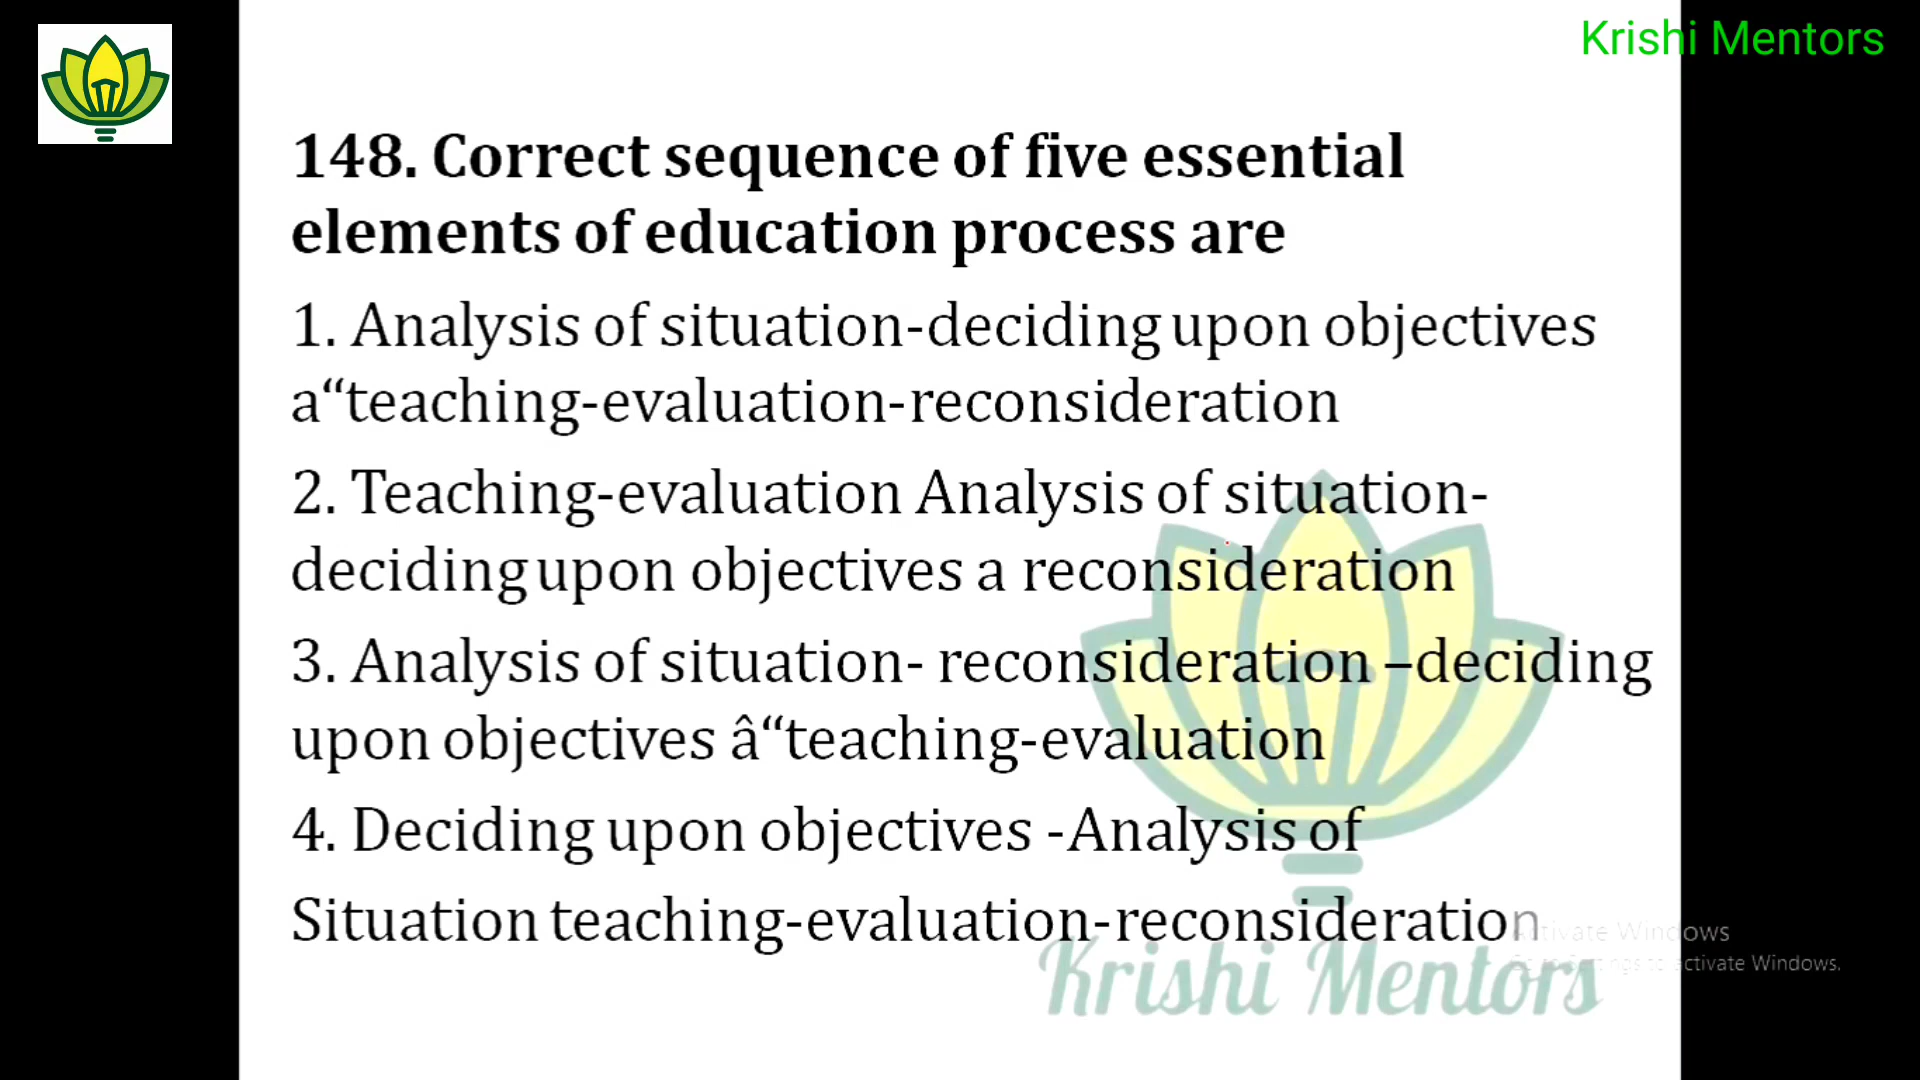 Krishi Mentors
148. Correct sequence of five essential
elements of education process are
1. Analysis of situation-deciding upon objectives
a“teaching-evaluation-reconsideration
2. Teaching-evaluation Analysis of situation-
deciding upon objectives a reconsideration
3. Analysis of situation- reconsideration –deciding
upon objectives â“teaching-evaluation
4. Deciding upon objectives -Analysis of
Situation teaching-evaluation-reconsideration
Activate Windows
Go to Settings to activate Windows.
Krishi Mentors